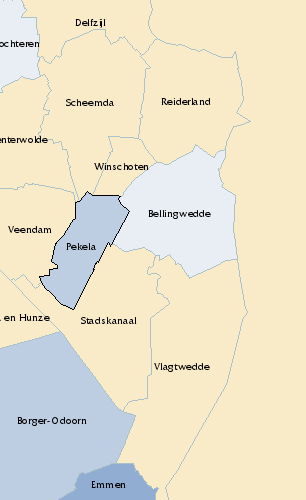 Delfzijl
ochteren
Scheemda
Reiderland
enterwolde
Winschoten
Bellingwedde
Veendam
Pekela
. en Hunze
Stadskanaal
Vlagtwedde
Borger-Odoorn
Emmen